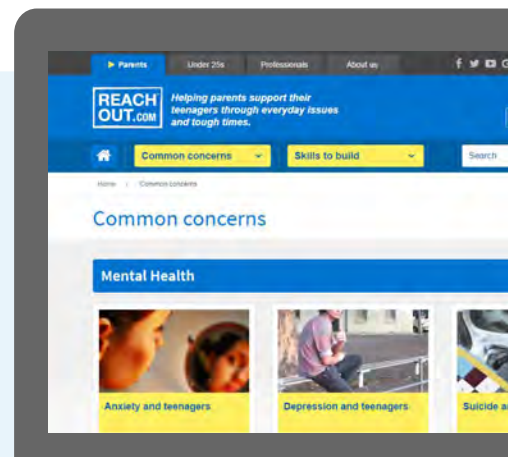 Parents
Under 25s
Professionals
About us
REACH
OUT.COM
Helping parents support their
teenagers through everyday issues
and tough times.
Common concerns
Skills to build
Search
Home > Common concerns
Common concerns
Mental Health
Anxiety and teenagers
Depression and teenagers
Suicide